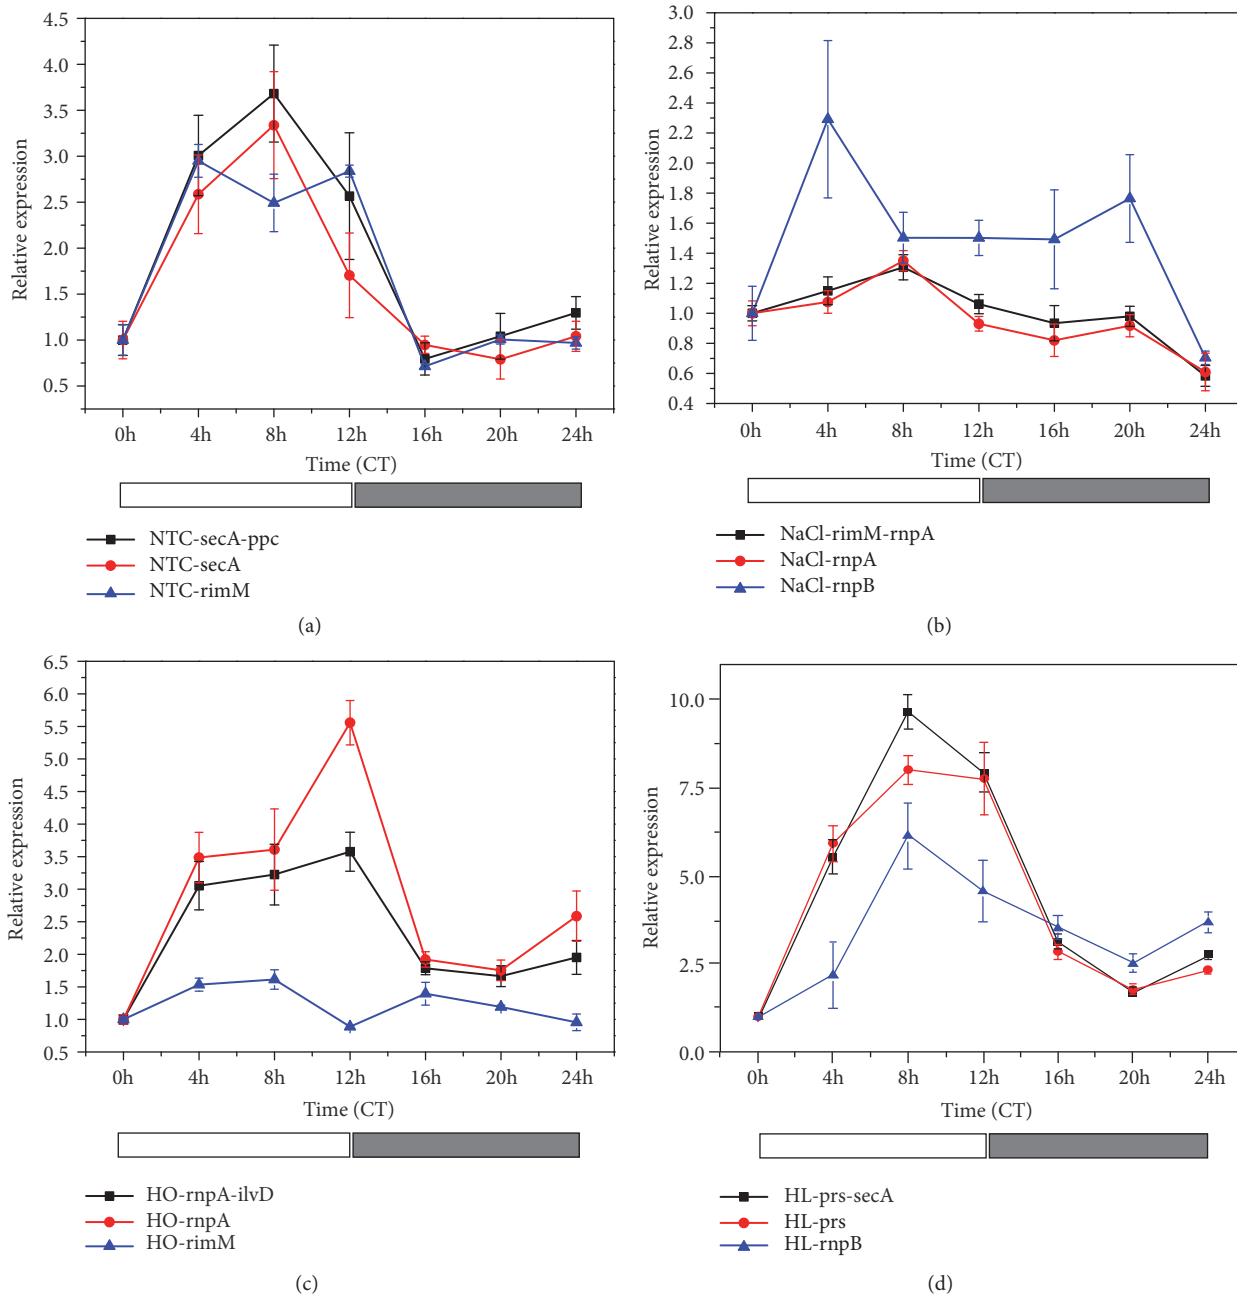 4.5
4.0
3.5
3.0
2.5
2.0
1.5
1.0
0.5
Relative expression
0h 4h 8h 12h 16h 20h 24h
Time (CT)
NTC-secA-ppc
NTC-secA
NTC-rimM
(a)
3.0
2.8
2.6
2.4
2.2
2.0
1.8
1.6
1.4
1.2
1.0
0.8
0.6
0.4
Relative expression
0h 4h 8h 12h 16h 20h 24h
Time (CT)
NaCl-rimM-rnpA
NaCl-rnpA
NaCl-rnpB
(b)
6.5
6.0
5.5
5.0
4.5
4.0
3.5
3.0
2.5
2.0
1.5
1.0
0.5
Relative expression
0h 4h 8h 12h 16h 20h 24h
Time (CT)
HO-rnpA-ilvD
HO-rnpA
HO-rimM
(c)
10.0
7.5
5.0
2.5
0.0
Relative expression
0h 4h 8h 12h 16h 20h 24h
Time (CT)
HL-prs-secA
HL-prs
HL-rnpB
(d)